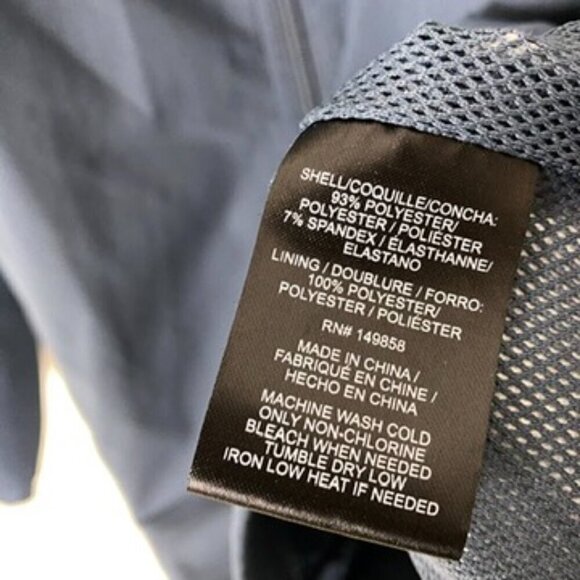 SHELL/COQUILLE/CONCHA:
93% POLYESTER/
POLYESTER / POLIÉSTER
7% SPANDEX / ÉLASTHANNE/
ELASTANO
LINING / DOUBLURE / FORRO:
100% POLYESTER/
POLYESTER / POLIÉSTER
RN# 149858
MADE IN CHINA /
FABRIQUÉ EN CHINE /
HECHO EN CHINA
MACHINE WASH COLD
ONLY NON-CHLORINE
BLEACH WHEN NEEDED
TUMBLE DRY LOW
IRON LOW HEAT IF NEEDED